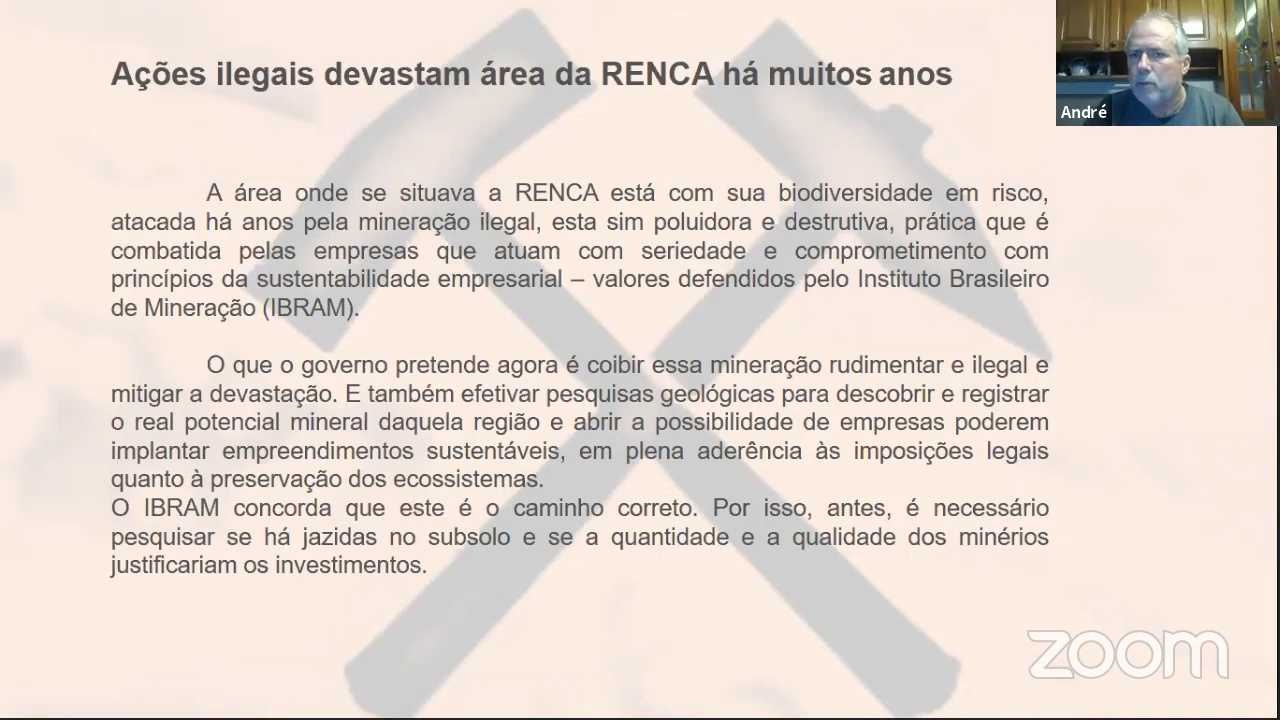 Ações ilegais devastam área da RENCA há muitos anos
André
A área onde se situava a RENCA está com sua biodiversidade em risco,
atacada há anos pela mineração ilegal, esta sim poluidora e destrutiva, prática que é
combatida pelas empresas que atuam com seriedade e comprometimento com
princípios da sustentabilidade empresarial – valores defendidos pelo Instituto Brasileiro
de Mineração (IBRAM).
O que o governo pretende agora é coibir essa mineração rudimentar e ilegal e
mitigar a devastação. E também efetivar pesquisas geológicas para descobrir e registrar
o real potencial mineral daquela região e abrir a possibilidade de empresas poderem
implantar empreendimentos sustentáveis, em plena aderência às imposições legais
quanto à preservação dos ecossistemas.
O IBRAM concorda que este é o caminho correto. Por isso, antes, é necessário
pesquisar se há jazidas no subsolo e se a quantidade e a qualidade dos minérios
justificariam os investimentos.
zoom